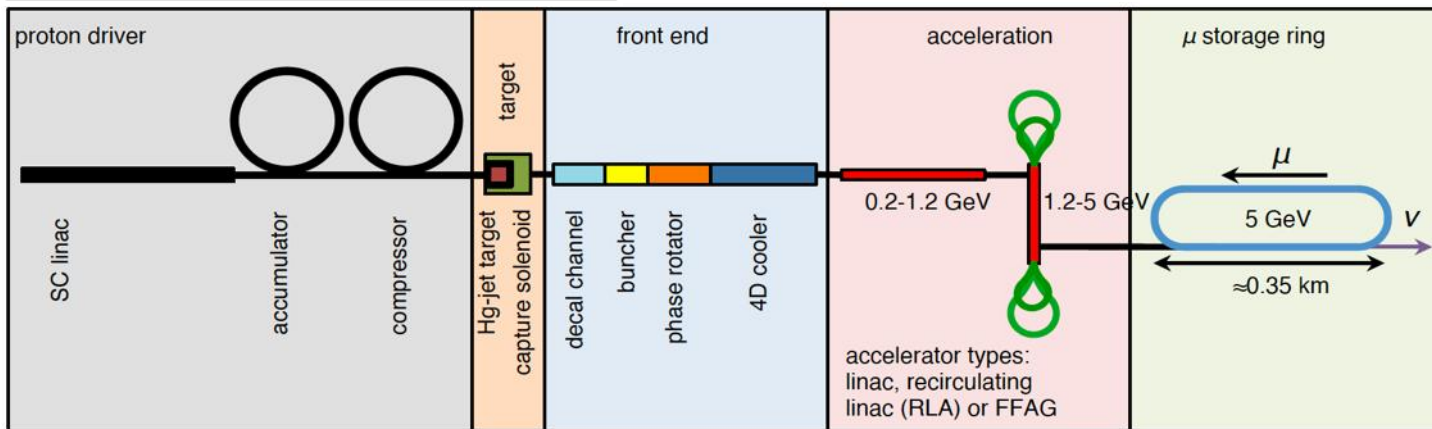 proton driver
SC linac
accumulator
compressor
target
Hg-jet target
capture solenoid
front end
decal channel
buncher
phase rotator
4D cooler
acceleration
0.2-1.2 GeV
1.2-5 GeV
accelerator types:
linac, recirculating
linac (RLA) or FFAG
μ storage ring
μ
5 GeV
ν
≈0.35 km